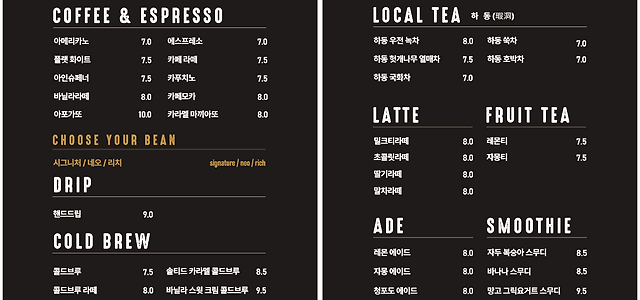 COFFEE & ESPRESSO
아메리카노 7.0 에스프레소 7.0
플랫 화이트 7.5 카페 라떼 7.5
아인슈페너 7.5 카푸치노 7.5
바닐라라떼 8.0 카페모카 8.0
아포가또 10.0 카라멜 마끼아또 8.0
CHOOSE YOUR BEAN
시그니처 / 네오 / 리치 signature / neo / rich
DRIP
핸드드립 9.0
COLD BREW
콜드브루 7.5 솔티드 카라멜 콜드브루 8.5
콜드브루 라떼 8.0 바닐라 스윗 크림 콜드브루 9.5
LOCAL TEA 하 동
하동 우전 녹차 8.0 하동 쑥차 7.0
하동 헛개나무 열매차 7.5 하동 호박차 7.0
하동 국화차 7.0
LATTE FRUIT TEA
밀크티라떼 8.0 레몬티 7.5
초콜릿라떼 8.0 자몽티 7.5
딸기라떼 8.0
말차라떼 8.0
ADE SMOOTHIE
레몬 에이드 8.0 자두 복숭아 스무디 8.5
자몽 에이드 8.0 바나나 스무디 8.5
청포도 에이드 8.0 망고 그릭요거트 스무디 9.5